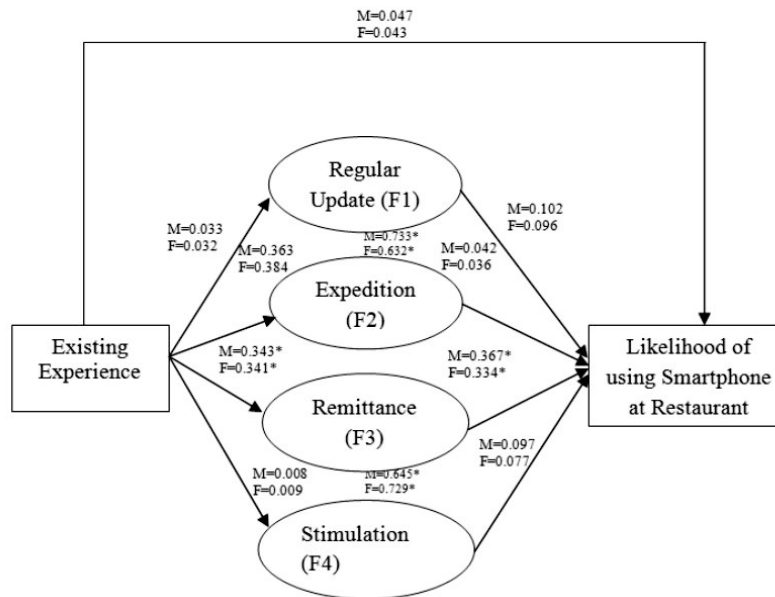 M=0.047
F=0.043
Regular
Update (F1)
M=0.033
F=0.032
M=0.102
F=0.096
M=0.733*
F=0.632*
M=0.363
F=0.384
M=0.042
F=0.036
Expedition
(F2)
Existing
Experience
M=0.343*
F=0.341*
M=0.367*
F=0.334*
Likelihood of
using Smartphone
at Restaurant
Remittance
(F3)
M=0.097
F=0.077
M=0.008
F=0.009
M=0.645*
F=0.729*
Stimulation
(F4)